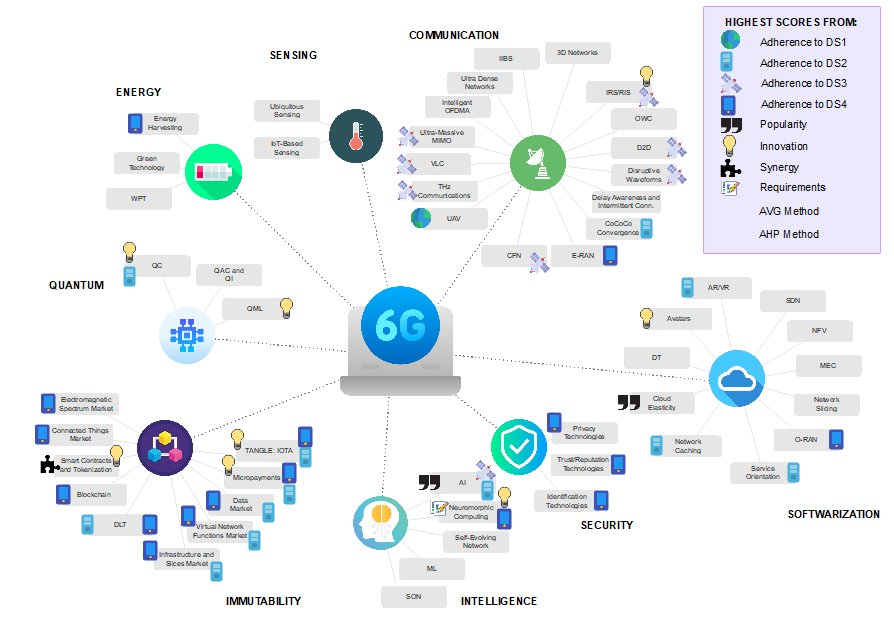 COMMUNICATION
SENSING
ENERGY
HIGHEST SCORES FROM:
Adherence to DS1
Adherence to DS2
Adherence to DS3
Adherence to DS4
Popularity
Innovation
Synergy
Requirements
AVG Method
AHP Method
Energy
Harvesting
Green
Technology
WPT
Ubiquitous
Sensing
IoT-Based
Sensing
IIBS
3D Networks
Ultra Dense
Networks
IRS/RIS
Intelligent
OFDMA
OWC
Ultra-Massive
MIMO
D2D
VLC
Disruptive
Waveforms
THz
Communications
Delay Awareness and
Intermittent Conn.
UAV
CoCoCo
Convergence
CFN
E-RAN
QUANTUM
QC
QAC and
QI
QML
6G
AR/VR
SDN
Avatars
NFV
DT
MEC
Cloud
Elasticity
Network
Slicing
Network
Caching
O-RAN
Service
Orientation
SOFTWARIZATION
Electromagnetic
Spectrum Market
Connected Things
Market
Smart Contracts
and Tokenization
Blockchain
DLT
TANGLE: IOTA
Micropayments
Data
Market
Virtual Network
Functions Market
Infrastructure and
Slices Market
IMMUTABILITY
AI
Neuromorphic
Computing
Self-Evolving
Network
ML
SON
INTELLIGENCE
Privacy
Technologies
Trust/Reputation
Technologies
Identification
Technologies
SECURITY